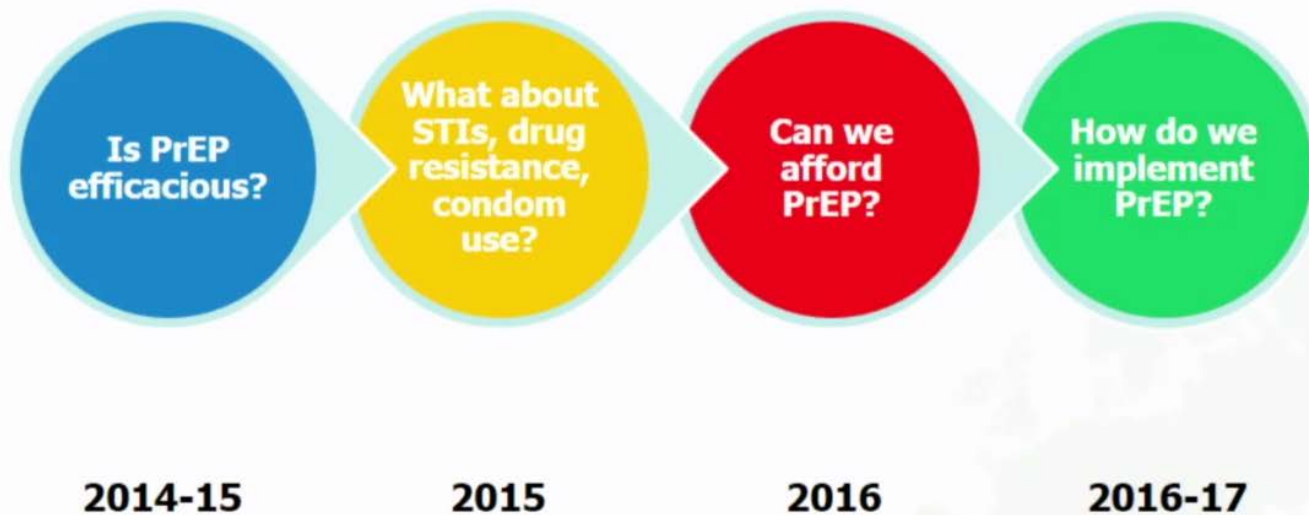 Is PrEP
efficacious?
What about
STIs, drug
resistance,
condom
use?
Can we
afford
PrEP?
How do we
implement
PrEP?
2014-15
2015
2016
2016-17